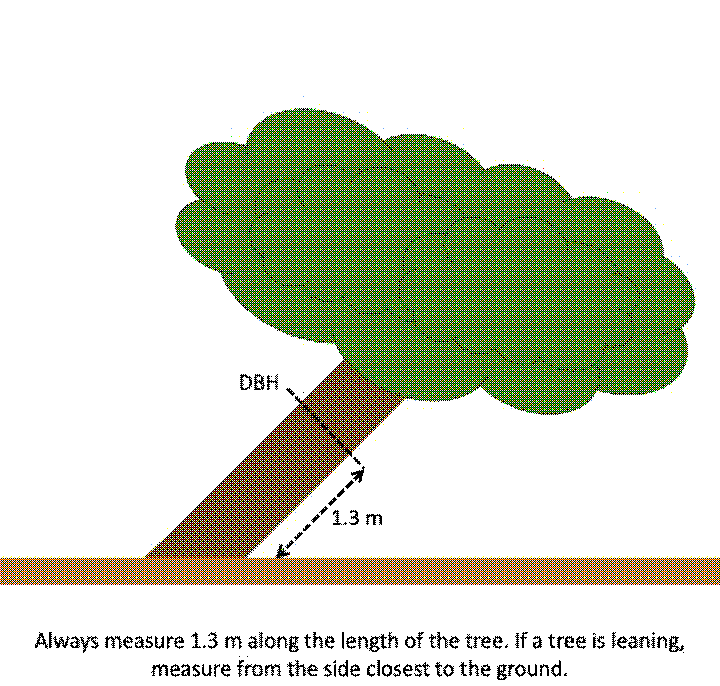 DBH
1.3 m
Always measure 1.3 m along the length of the tree. If a tree is leaning,
measure from the side closest to the ground.